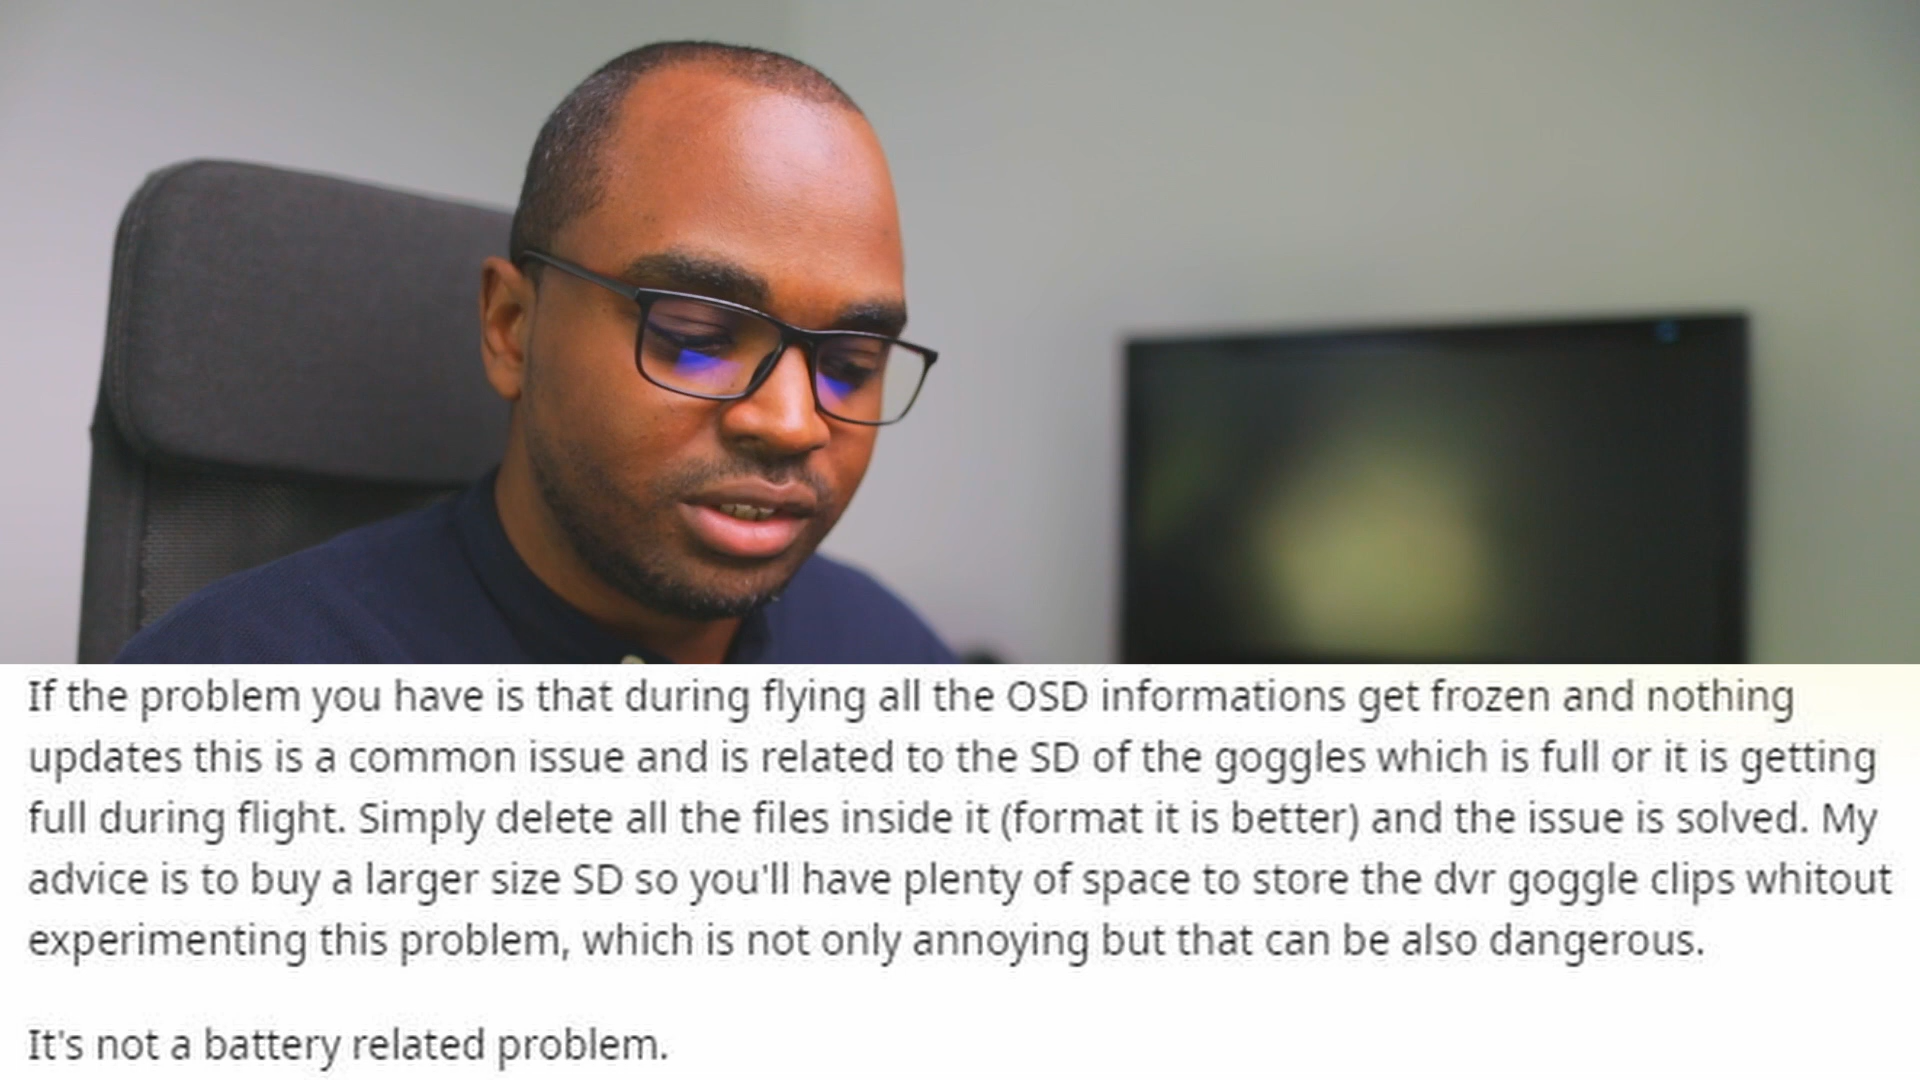 If the problem you have is that during flying all the OSD informations get frozen and nothing
updates this is a common issue and is related to the SD of the goggles which is full or it is getting
full during flight. Simply delete all the files inside it (format it is better) and the issue is solved. My
advice is to buy a larger size SD so you'll have plenty of space to store the dvr goggle clips whitout
experimenting this problem, which is not only annoying but that can be also dangerous.
It's not a battery related problem.